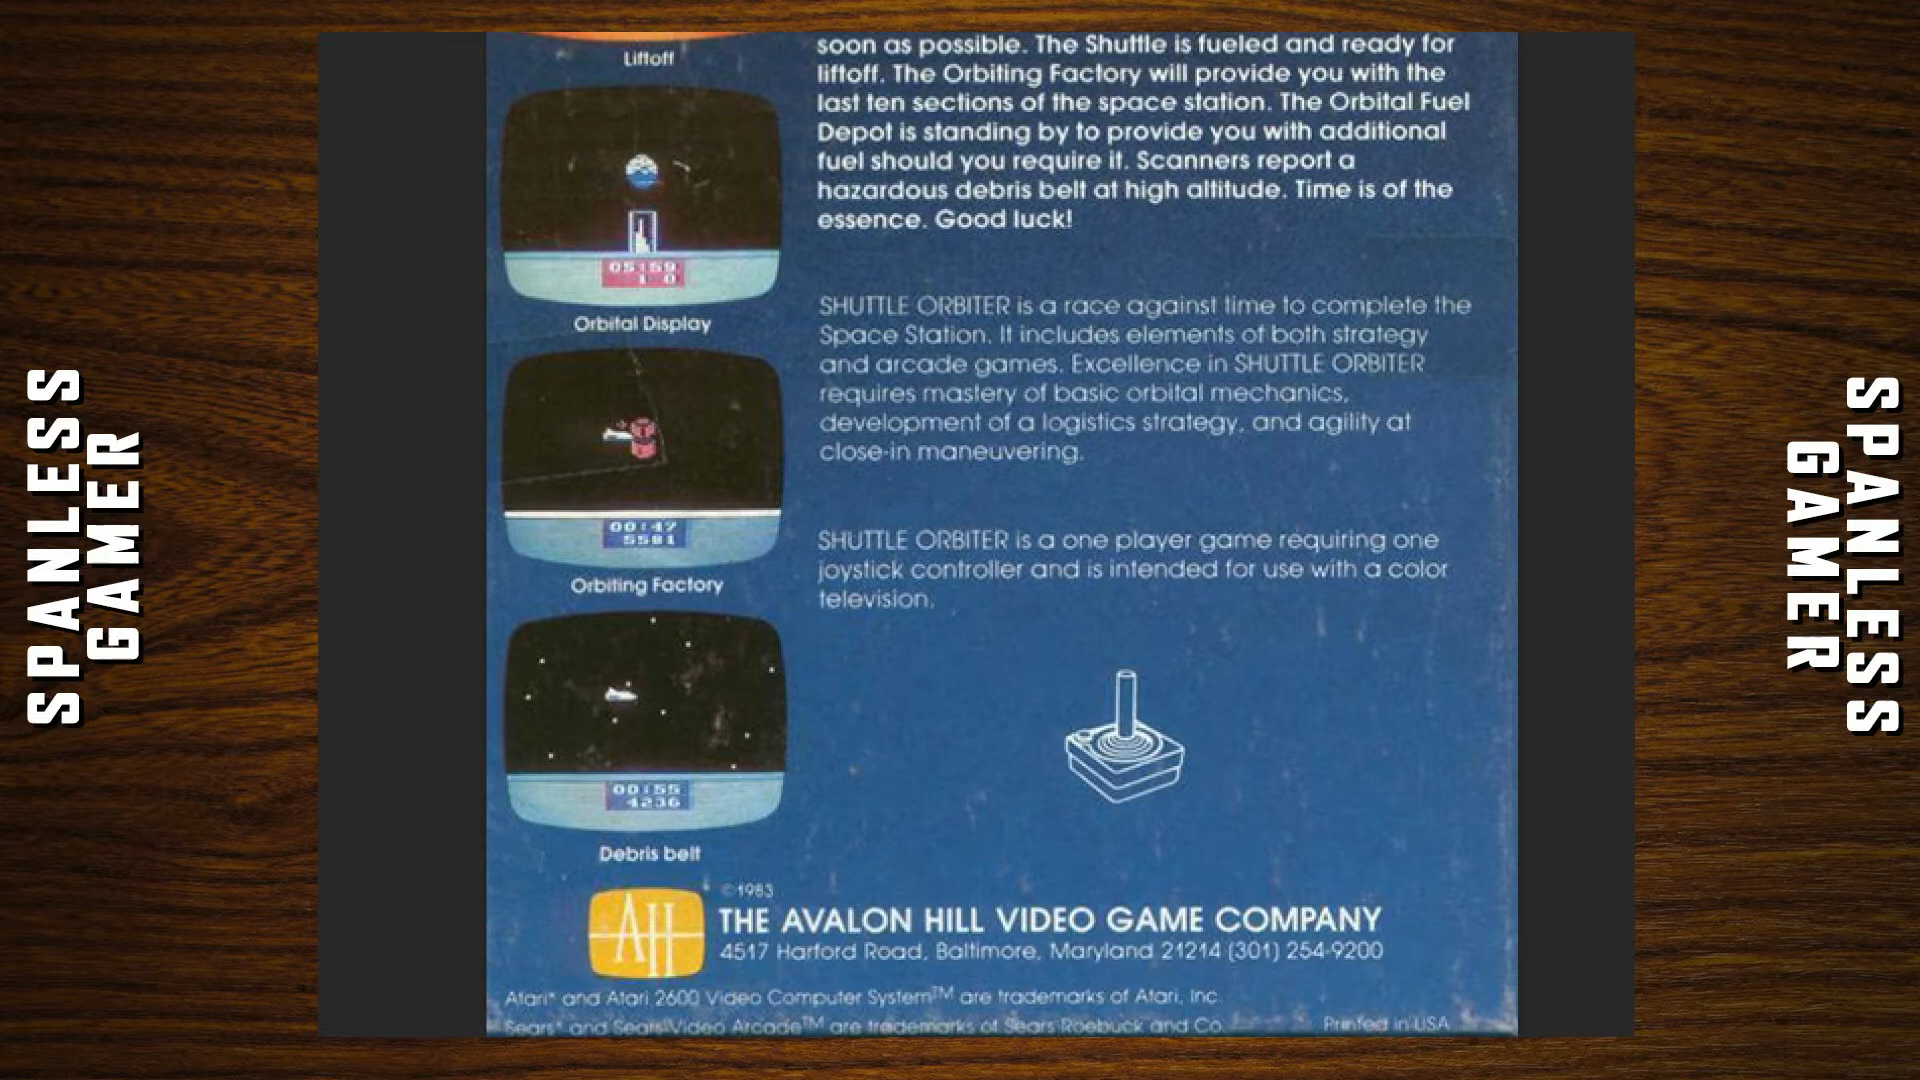 SPANLESS
GAMER
Liftoff
05:59
1 0
Orbital Display
00:47
5581
Orbiting Factory
00:55
4236
Debris belt
soon as possible. The Shuttle is fueled and ready for
liftoff. The Orbiting Factory will provide you with the
last ten sections of the space station. The Orbital Fuel
Depot is standing by to provide you with additional
fuel should you require it. Scanners report a
hazardous debris belt at high altitude. Time is of the
essence. Good luck!
SHUTTLE ORBITER is a race against time to complete the
Space Station. It includes elements of both strategy
and arcade games. Excellence in SHUTTLE ORBITER
requires mastery of basic orbital mechanics,
development of a logistics strategy, and agility at
close-in maneuvering.
SHUTTLE ORBITER is a one player game requiring one
joystick controller and is intended for use with a color
television.
AH
©1983
THE AVALON HILL VIDEO GAME COMPANY
4517 Harford Road, Baltimore, Maryland 21214 (301) 254-9200
Atari* and Atari 2600 Video Computer System™ are trademarks of Atari, Inc.
Sears* and Sears Video Arcade™ are trademarks of Sears Roebuck and Co.
Printed in USA
SPANLESS
GAMER